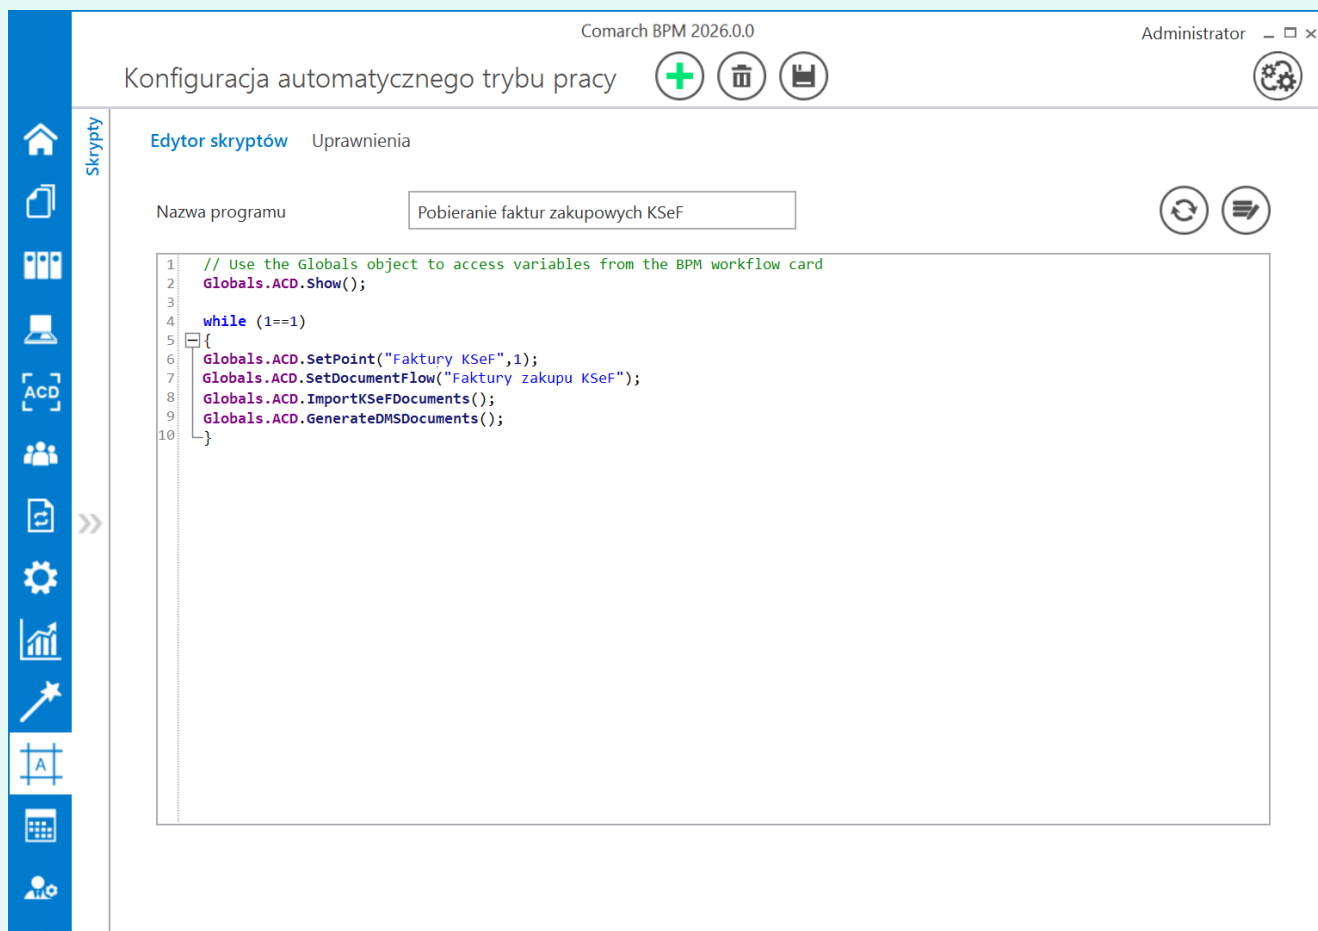 Comarch BPM 2026.0.0
Administrator
Konfiguracja automatycznego trybu pracy
Skrypty
Edytor skryptów Uprawnienia
Nazwa programu
Pobieranie faktur zakupowych KSeF
1 // Use the Globals object to access variables from the BPM workflow card
2 Globals.ACD.Show();
3
4 while (1==1)
5 {
6 Globals.ACD.SetPoint("Faktury KSeF",1);
7 Globals.ACD.SetDocumentFlow("Faktury zakupu KSeF");
8 Globals.ACD.ImportKSeFDocuments();
9 Globals.ACD.GenerateDMSDocuments();
10 }
ACD
A